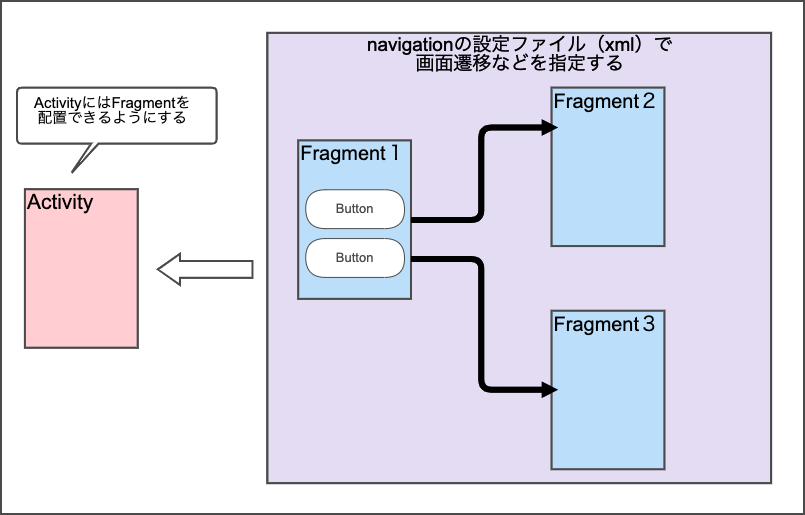 navigationの設定ファイル（xml）で
画面遷移などを指定する
ActivityにはFragmentを
配置できるようにする
Activity
Fragment１
Button
Button
Fragment２
Fragment３